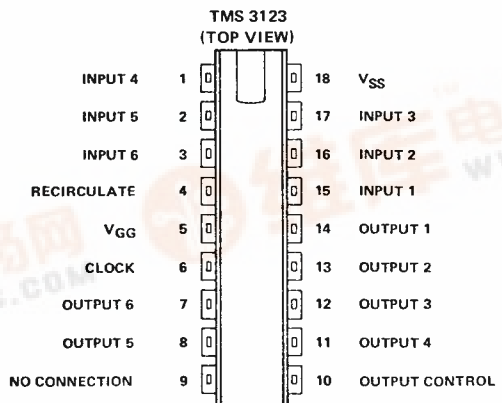 TMS 3123
(TOP VIEW)
INPUT 4 1 18 VSS
INPUT 5 2 17 INPUT 3
INPUT 6 3 16 INPUT 2
RECIRCULATE 4 15 INPUT 1
VGG 5 14 OUTPUT 1
CLOCK 6 13 OUTPUT 2
OUTPUT 6 7 12 OUTPUT 3
OUTPUT 5 8 11 OUTPUT 4
NO CONNECTION 9 10 OUTPUT CONTROL